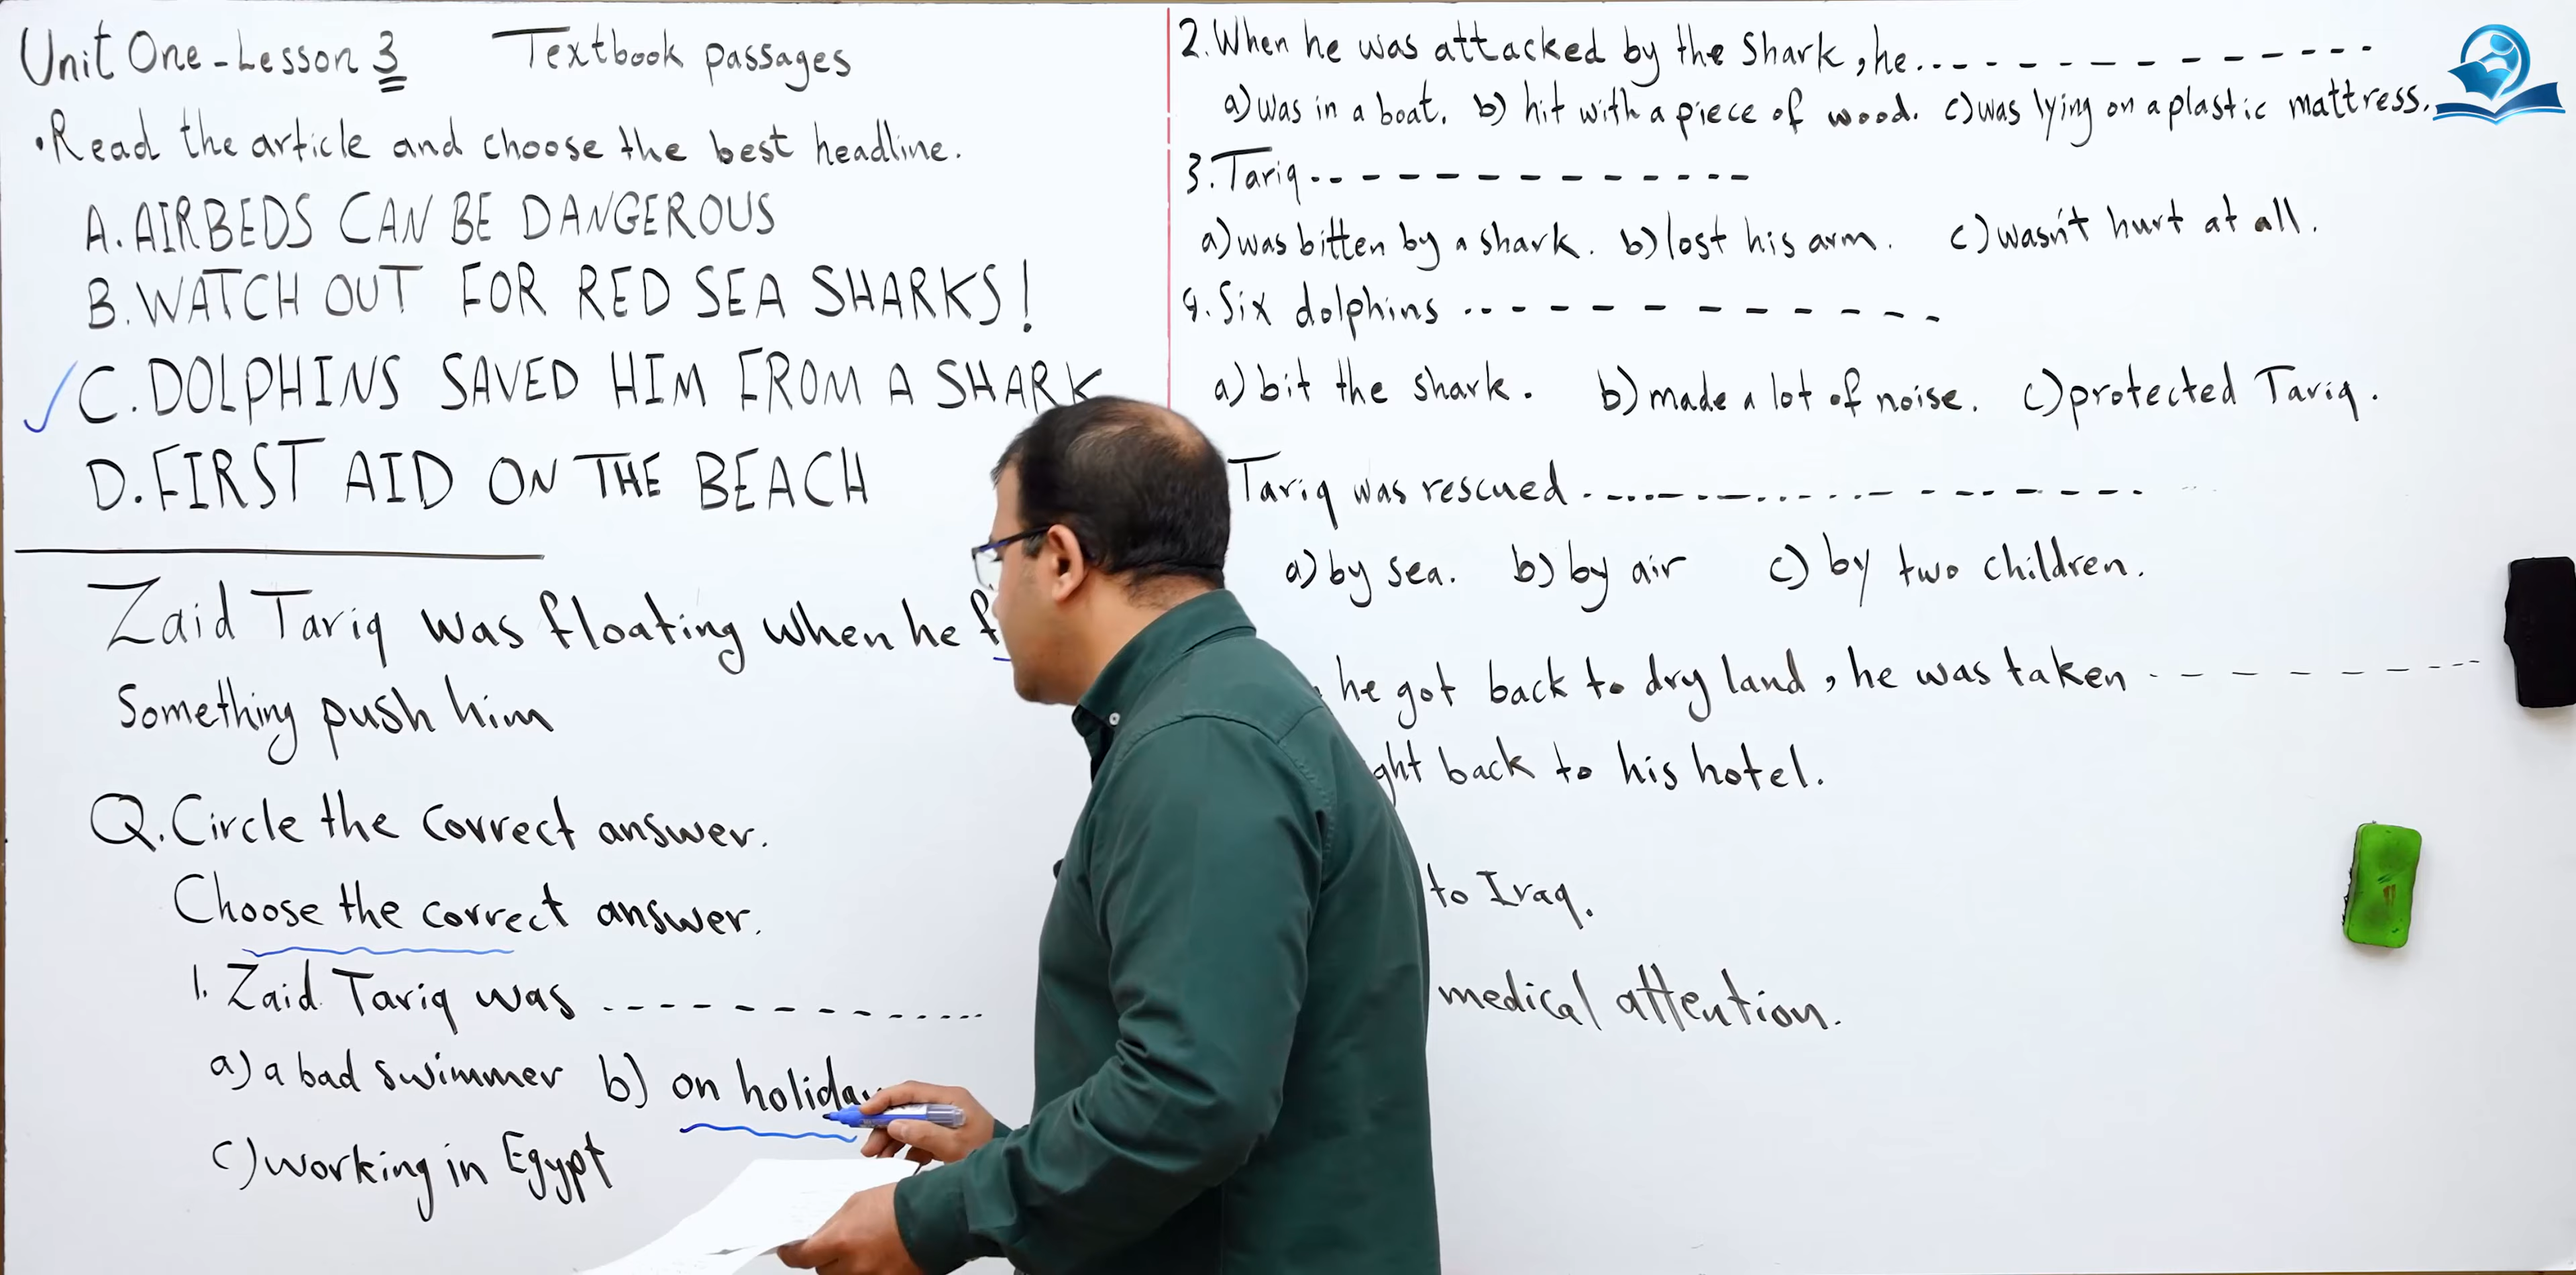 Unit One - Lesson 3 Textbook passages
• Read the article and choose the best headline.
A. AIRBEDS CAN BE DANGEROUS
B. WATCH OUT FOR RED SEA SHARKS!
C. DOLPHINS SAVED HIM FROM A SHARK
D. FIRST AID ON THE BEACH
Zaid Tariq was floating when he
Something push him
Q. Circle the correct answer.
Choose the correct answer.
1. Zaid Tariq was
a) a bad swimmer b) on holiday
c) working in Egypt
2. When he was attacked by the Shark, he
a) was in a boat. b) hit with a piece of wood. c) was lying on a plastic mattress.
3. Tariq
a) was bitten by a shark. b) lost his arm. c) wasn't hurt at all.
4. Six dolphins
a) bit the shark. b) made a lot of noise. c) protected Tariq.
Tariq was rescued
a) by sea. b) by air c) by two children.
he got back to dry land, he was taken
back to his hotel.
to Iraq.
medical attention.